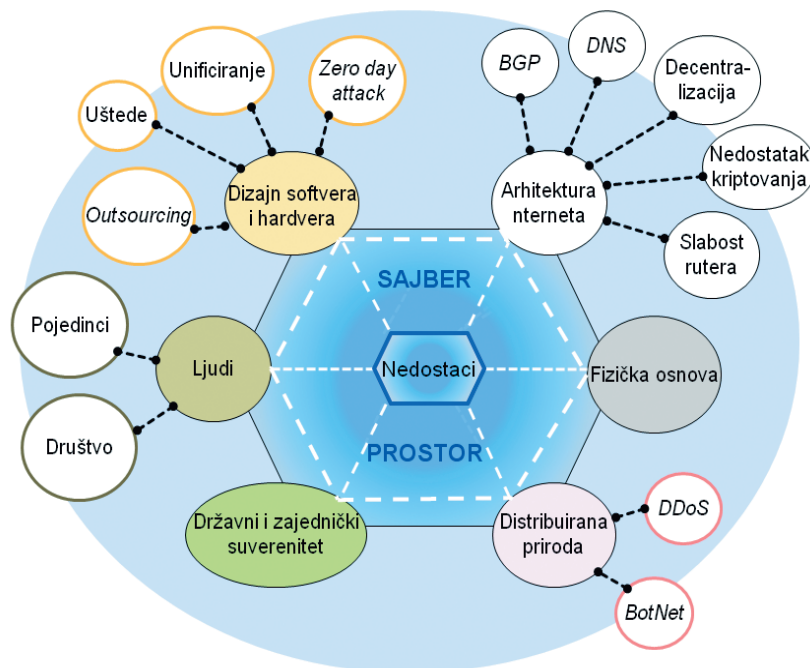 Unificiranje
Zero day
attack
Uštede
Outsourcing
Dizajn softvera
i hardvera
BGP
DNS
Decentra-
lizacija
Nedostatak
kriptovanja
Slabost
rutera
Arhitektura
nterneta
SAJBER
Nedostaci
PROSTOR
Pojedinci
Ljudi
Društvo
Fizička osnova
Državni i zajednički
suverenitet
Distribuirana
priroda
DDoS
BotNet